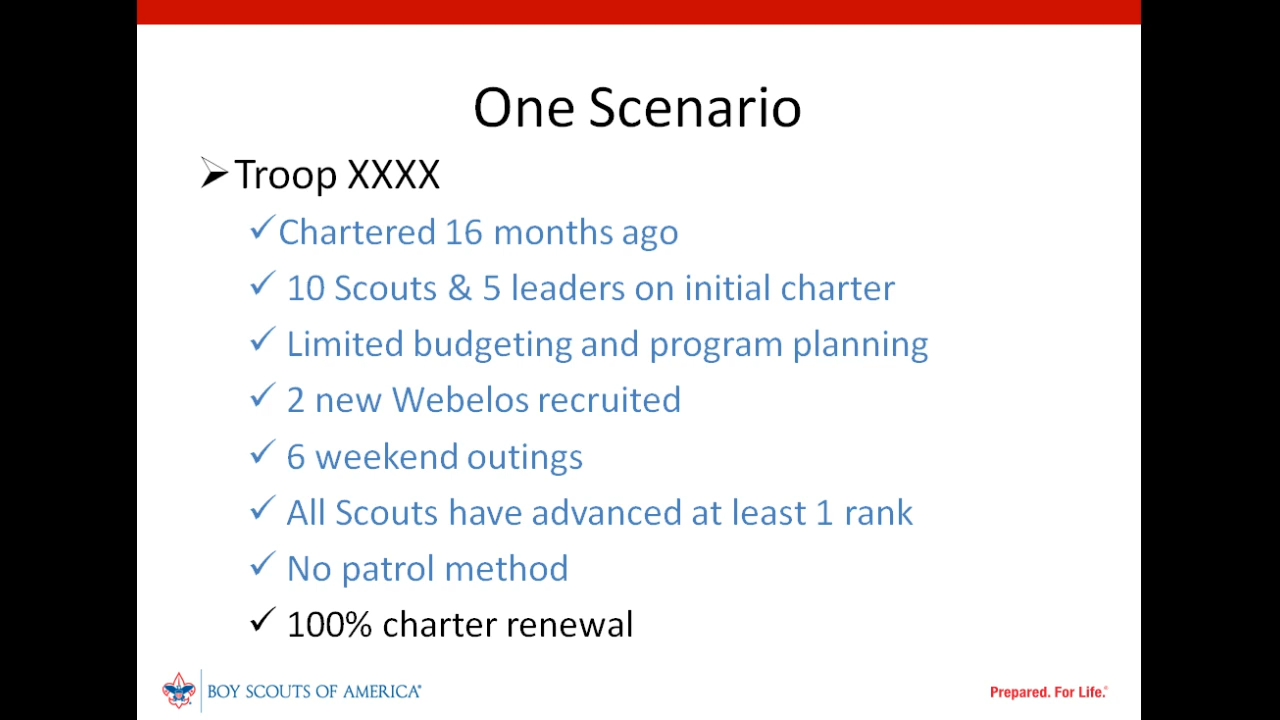 One Scenario
Troop XXXX
Chartered 16 months ago
10 Scouts & 5 leaders on initial charter
Limited budgeting and program planning
2 new Webelos recruited
6 weekend outings
All Scouts have advanced at least 1 rank
No patrol method
100% charter renewal
BOY SCOUTS OF AMERICA®
Prepared. For Life.®